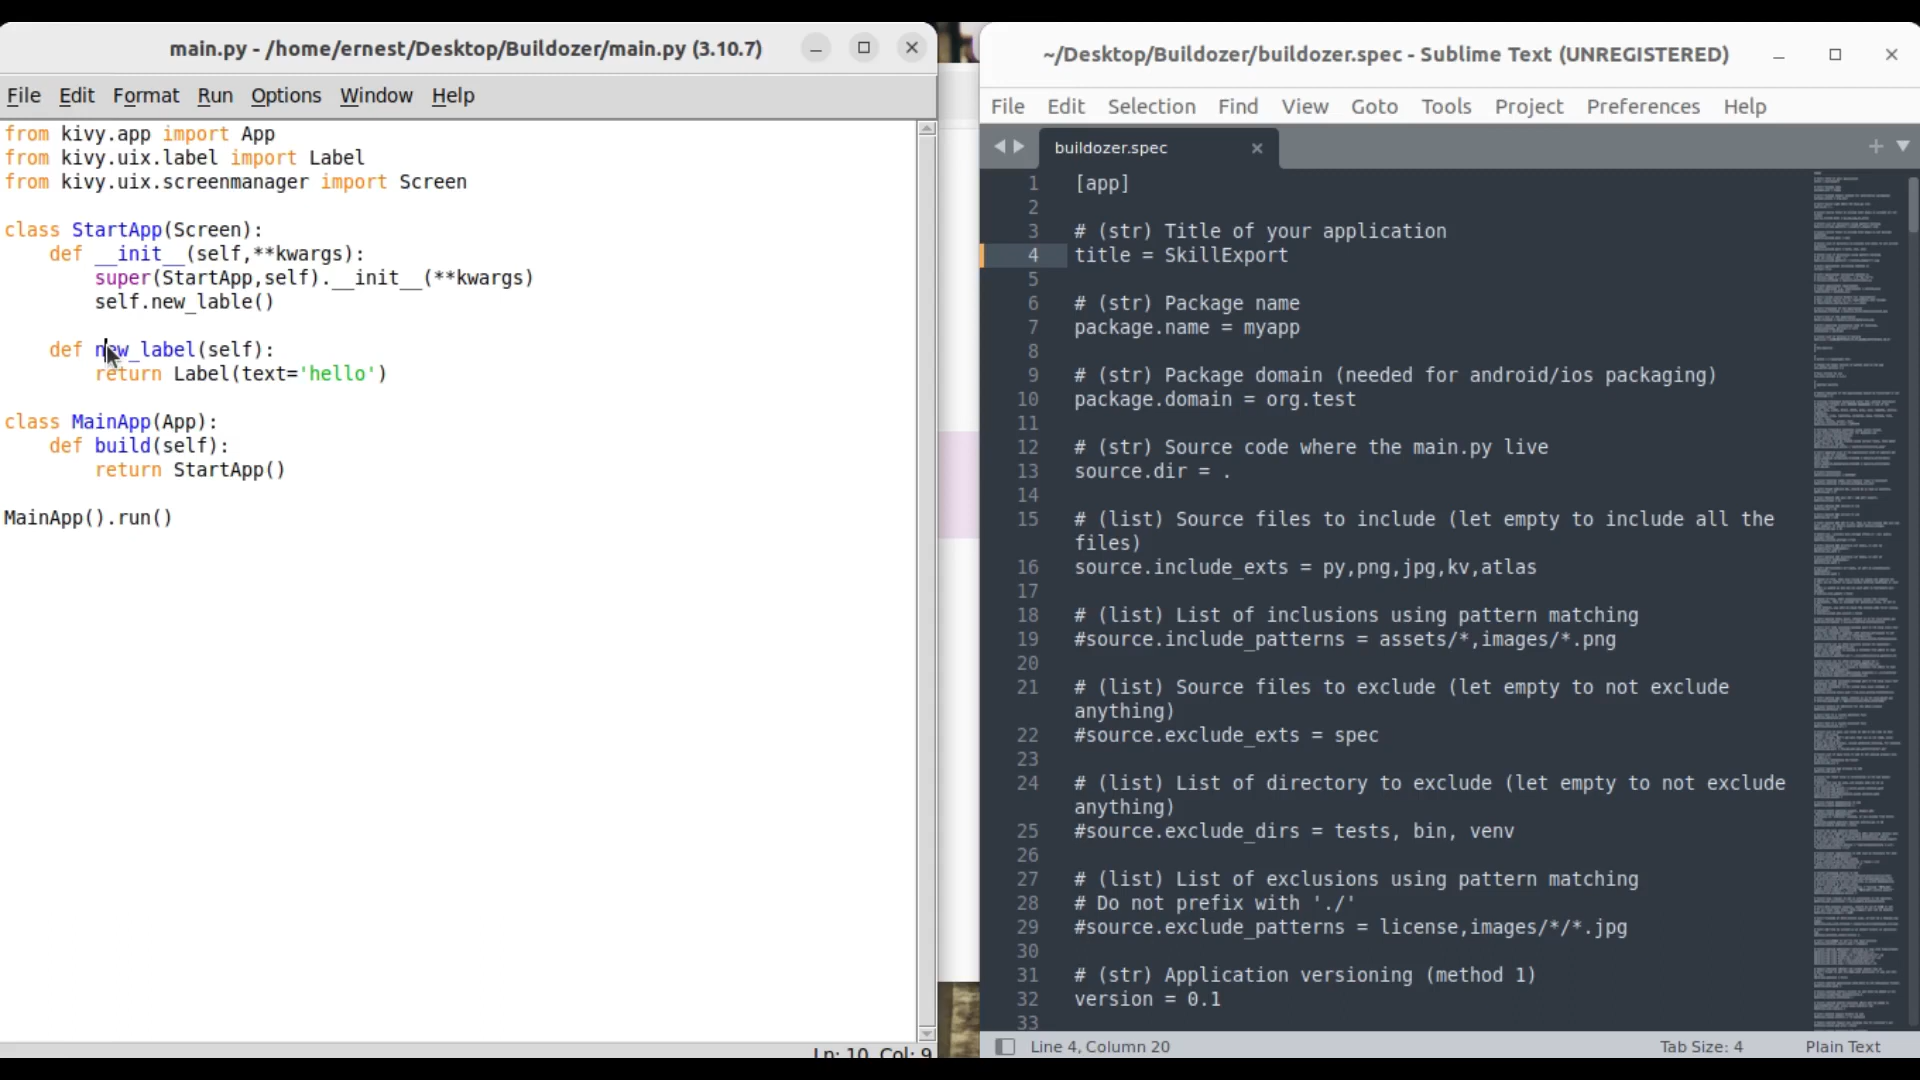 main.py - /home/ernest/Desktop/Buildozer/main.py (3.10.7)
File Edit Format Run Options Window Help
from kivy.app import App
from kivy.uix.label import Label
from kivy.uix.screenmanager import Screen
class StartApp(Screen):
def __init__(self,**kwargs):
super(StartApp,self).__init__(**kwargs)
self.new_lable()
def new_label(self):
return Label(text='hello')
class MainApp(App):
def build(self):
return StartApp()
MainApp().run()
Ln: 10 Col: 9
~/Desktop/Buildozer/buildozer.spec - Sublime Text (UNREGISTERED)
File Edit Selection Find View Goto Tools Project Preferences Help
buildozer.spec
1 [app]
2
3 # (str) Title of your application
4 title = SkillExport
5
6 # (str) Package name
7 package.name = myapp
8
9 # (str) Package domain (needed for android/ios packaging)
10 package.domain = org.test
11
12 # (str) Source code where the main.py live
13 source.dir = .
14
15 # (list) Source files to include (let empty to include all the
files)
16 source.include_exts = py,png,jpg,kv,atlas
17
18 # (list) List of inclusions using pattern matching
19 #source.include_patterns = assets/*,images/*.png
20
21 # (list) Source files to exclude (let empty to not exclude
anything)
22 #source.exclude_exts = spec
23
24 # (list) List of directory to exclude (let empty to not exclude
anything)
25 #source.exclude_dirs = tests, bin, venv
26
27 # (list) List of exclusions using pattern matching
28 # Do not prefix with './'
29 #source.exclude_patterns = license,images/*/*.jpg
30
31 # (str) Application versioning (method 1)
32 version = 0.1
33
Line 4, Column 20 Tab Size: 4 Plain Text